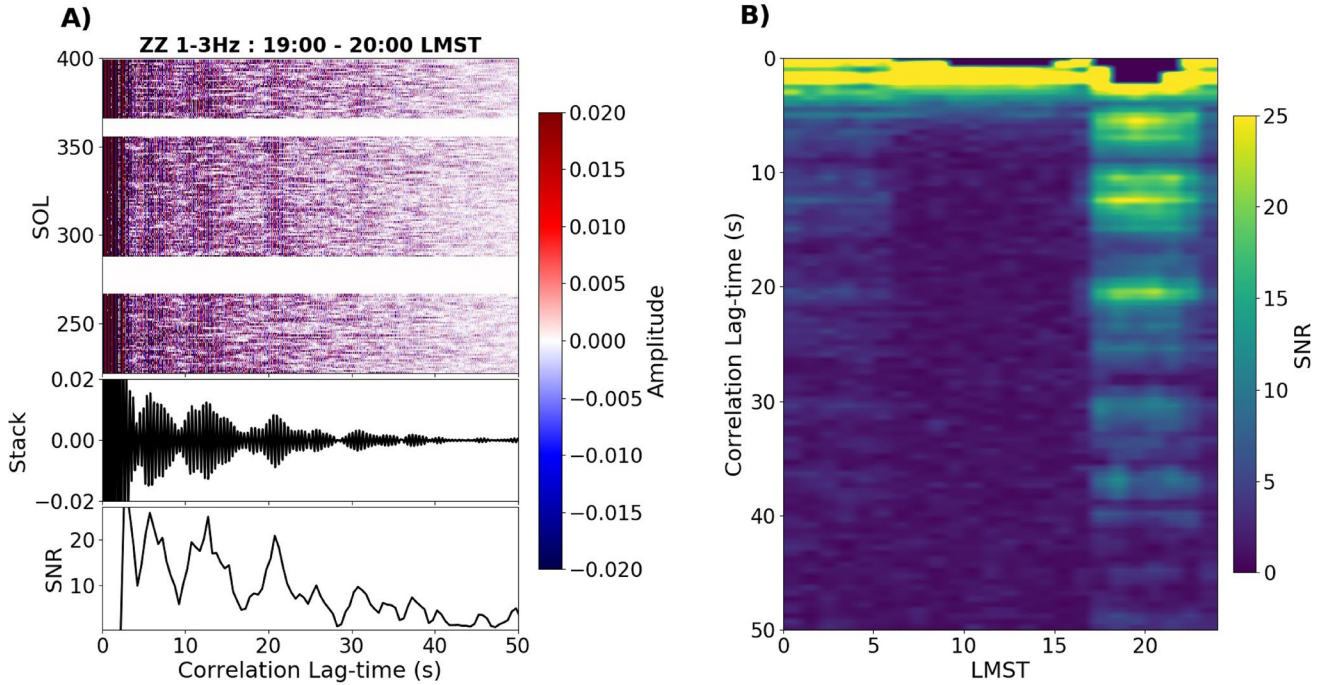 A)
ZZ 1-3Hz : 19:00 - 20:00 LMST
400
350
300
250
SOL
0.02
0.00
−0.02
Stack
20
10
SNR
0 10 20 30 40 50
Correlation Lag-time (s)
0.020
0.015
0.010
0.005
0.000
−0.005
−0.010
−0.015
−0.020
Amplitude
B)
0
10
20
30
40
50
Correlation Lag-time (s)
0 5 10 15 20
LMST
25
20
15
10
5
0
SNR